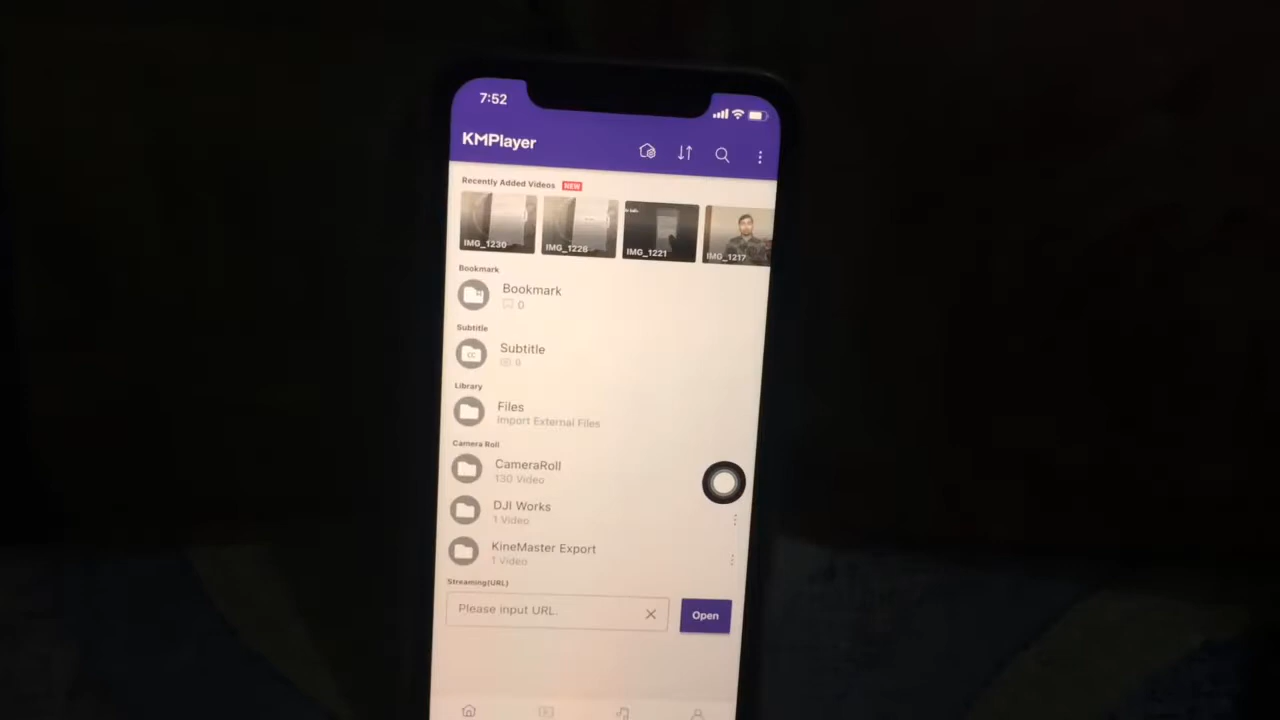 7:52
KMPlayer
Recently Added Videos NEW
IMG_1230 IMG_1226 IMG_1221 IMG_1217
Bookmark
Bookmark
0
Subtitle
Subtitle
CC
Library
Files
Import External Files
Camera Roll
CameraRoll
130 Video
DJI Works
1 Video
KineMaster Export
1 Video
Streaming(URL)
Please input URL. Open